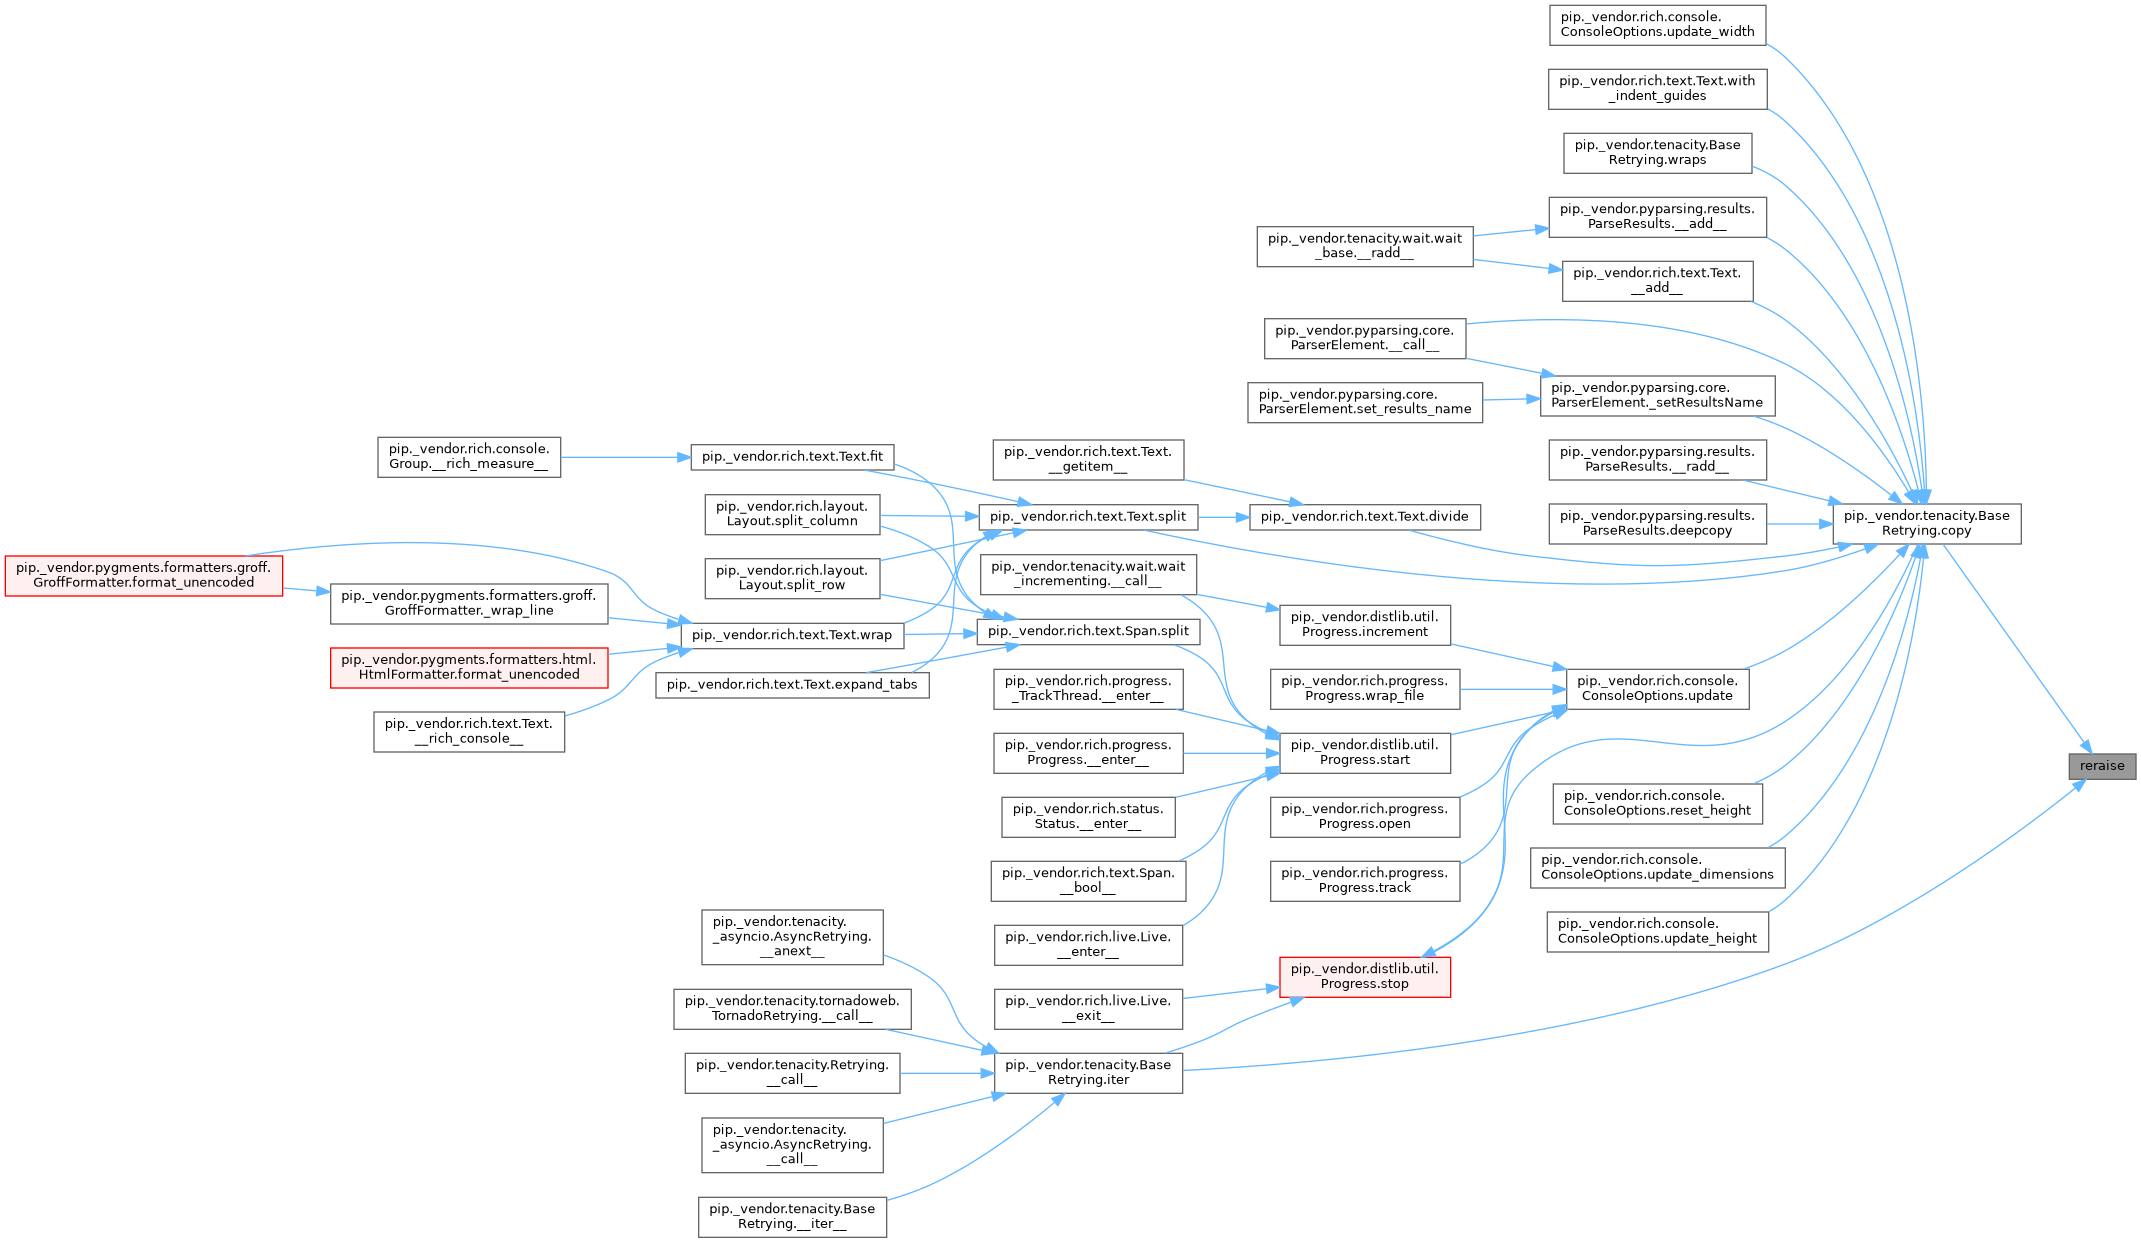 pip._vendor.rich.console.
ConsoleOptions.update_width
pip._vendor.rich.text.Text.with
_indent_guides
pip._vendor.tenacity.Base
Retrying.wraps
pip._vendor.pyparsing.results.
ParseResults.__add__
pip._vendor.tenacity.wait.wait
_base.__radd__
pip._vendor.rich.text.Text.
__add__
pip._vendor.pyparsing.core.
ParserElement.__call__
pip._vendor.pyparsing.core.
ParserElement._setResultsName
pip._vendor.pyparsing.core.
ParserElement.set_results_name
pip._vendor.rich.console.
Group.__rich_measure__
pip._vendor.rich.text.Text.fit
pip._vendor.rich.text.Text.
__getitem__
pip._vendor.pyparsing.results.
ParseResults.__radd__
pip._vendor.rich.layout.
Layout.split_column
pip._vendor.rich.text.Text.split
pip._vendor.rich.text.Text.divide
pip._vendor.pyparsing.results.
ParseResults.deepcopy
pip._vendor.tenacity.Base
Retrying.copy
pip._vendor.pygments.formatters.groff.
GroffFormatter.format_unencoded
pip._vendor.rich.layout.
Layout.split_row
pip._vendor.tenacity.wait.wait
_incrementing.__call__
pip._vendor.pygments.formatters.groff.
GroffFormatter._wrap_line
pip._vendor.distlib.util.
Progress.increment
pip._vendor.rich.text.Text.wrap
pip._vendor.rich.text.Span.split
pip._vendor.pygments.formatters.html.
HtmlFormatter.format_unencoded
pip._vendor.rich.text.Text.expand_tabs
pip._vendor.rich.progress.
_TrackThread.__enter__
pip._vendor.rich.progress.
Progress.wrap_file
pip._vendor.rich.console.
ConsoleOptions.update
pip._vendor.rich.text.Text.
__rich_console__
pip._vendor.rich.progress.
Progress.__enter__
pip._vendor.distlib.util.
Progress.start
reraise
pip._vendor.rich.status.
Status.__enter__
pip._vendor.rich.progress.
Progress.open
pip._vendor.rich.console.
ConsoleOptions.reset_height
pip._vendor.rich.text.Span.
__bool__
pip._vendor.rich.progress.
Progress.track
pip._vendor.rich.console.
ConsoleOptions.update_dimensions
pip._vendor.tenacity.
_asyncio.AsyncRetrying.
__anext__
pip._vendor.rich.live.Live.
__enter__
pip._vendor.rich.console.
ConsoleOptions.update_height
pip._vendor.distlib.util.
Progress.stop
pip._vendor.tenacity.tornadoweb.
TornadoRetrying.__call__
pip._vendor.rich.live.Live.
__exit__
pip._vendor.tenacity.Retrying.
__call__
pip._vendor.tenacity.Base
Retrying.iter
pip._vendor.tenacity.
_asyncio.AsyncRetrying.
__call__
pip._vendor.tenacity.Base
Retrying.__iter__